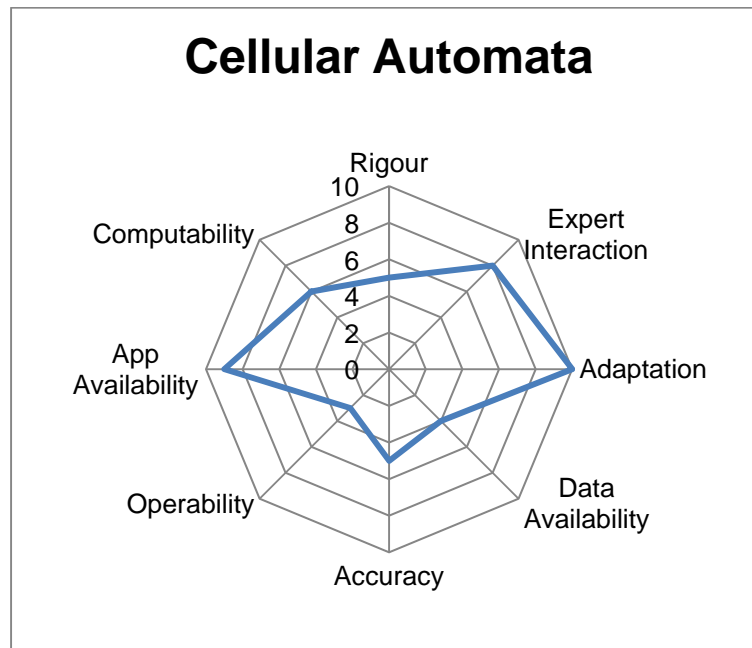 Cellular Automata
Rigour
10
8
6
4
2
0
Expert
Interaction
Adaptation
Data
Availability
Accuracy
Operability
App
Availability
Computability